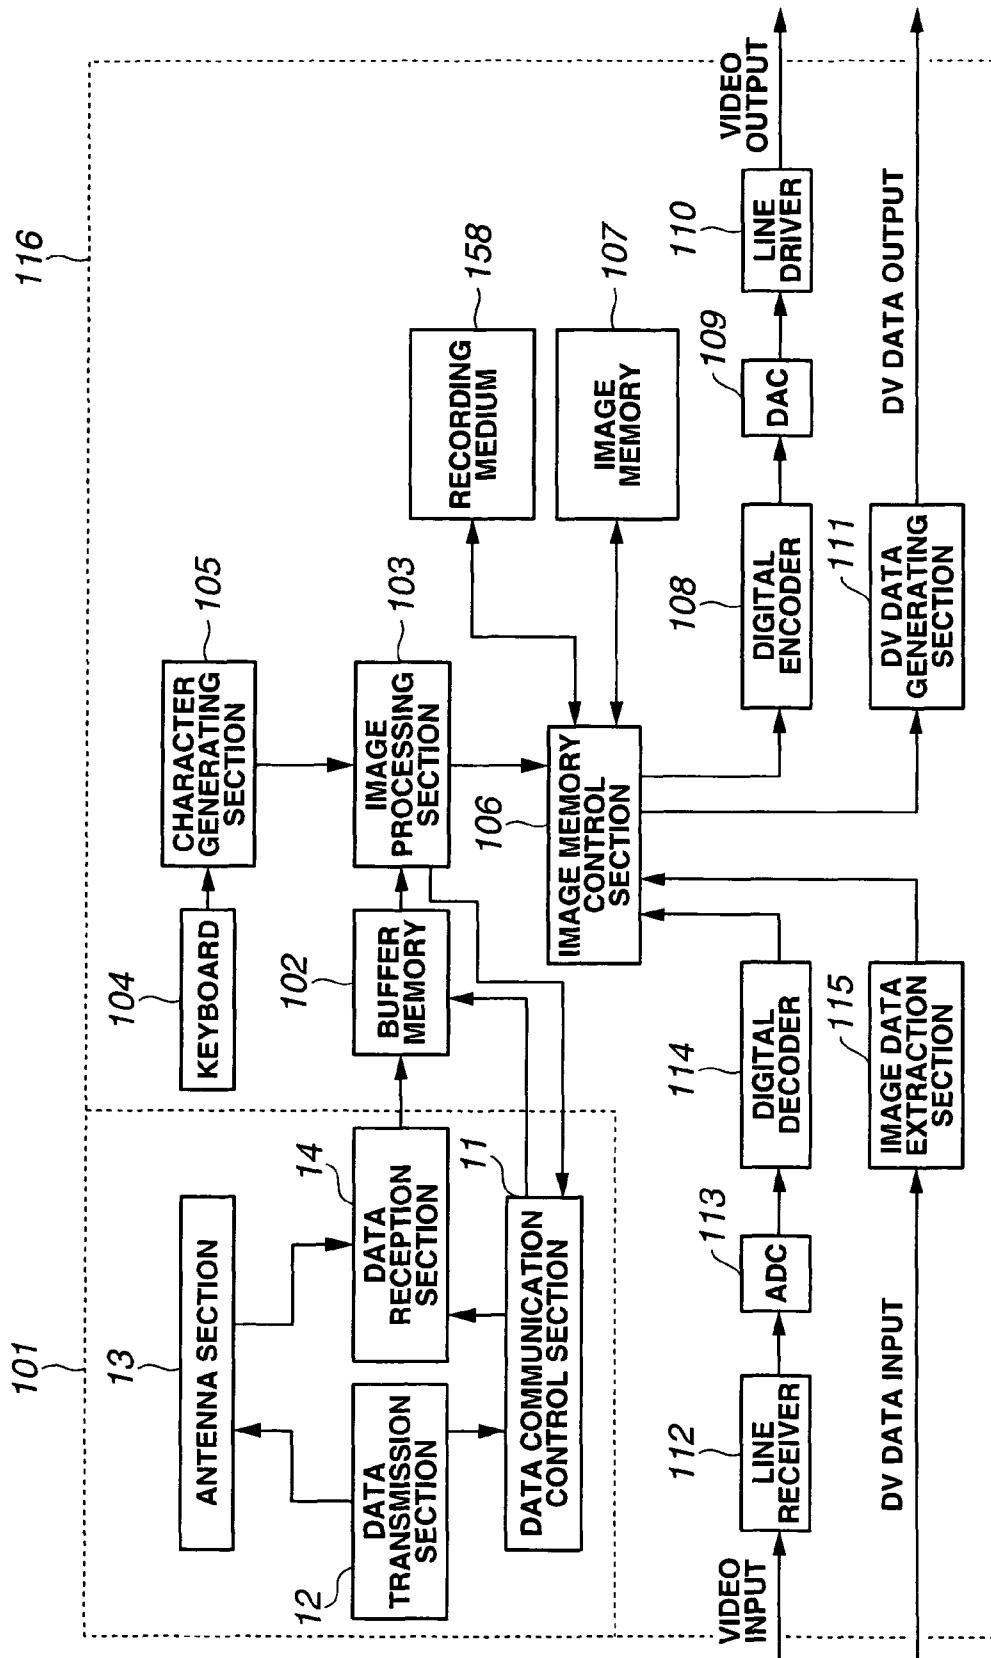 116
101
13
ANTENNA SECTION
104
KEYBOARD
105
CHARACTER
GENERATING
SECTION
12
DATA
TRANSMISSION
SECTION
14
DATA
RECEPTION
SECTION
102
BUFFER
MEMORY
103
IMAGE
PROCESSING
SECTION
158
RECORDING
MEDIUM
11
DATA COMMUNICATION
CONTROL SECTION
106
IMAGE MEMORY
CONTROL
SECTION
107
IMAGE
MEMORY
VIDEO
INPUT
112
LINE
RECEIVER
113
ADC
114
DIGITAL
DECODER
108
DIGITAL
ENCODER
109
DAC
110
LINE
DRIVER
VIDEO
OUTPUT
DV DATA INPUT
115
IMAGE DATA
EXTRACTION
SECTION
111
DV DATA
GENERATING
SECTION
DV DATA OUTPUT